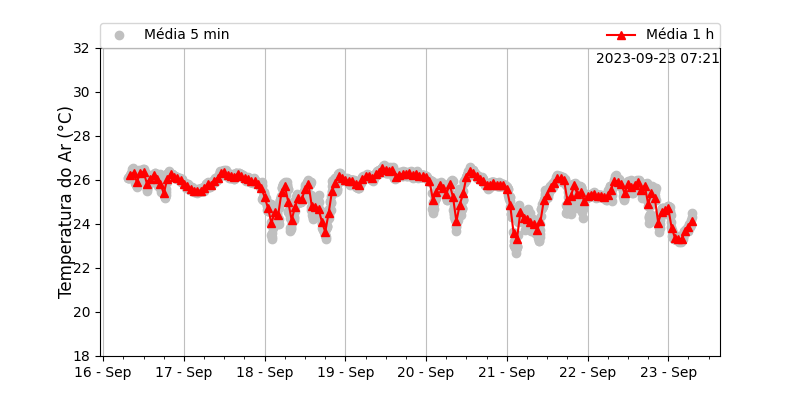 Média 5 min
Média 1 h
2023-09-23 07:21
Temperatura do Ar (°C)
32
30
28
26
24
22
20
18
16 - Sep
17 - Sep
18 - Sep
19 - Sep
20 - Sep
21 - Sep
22 - Sep
23 - Sep